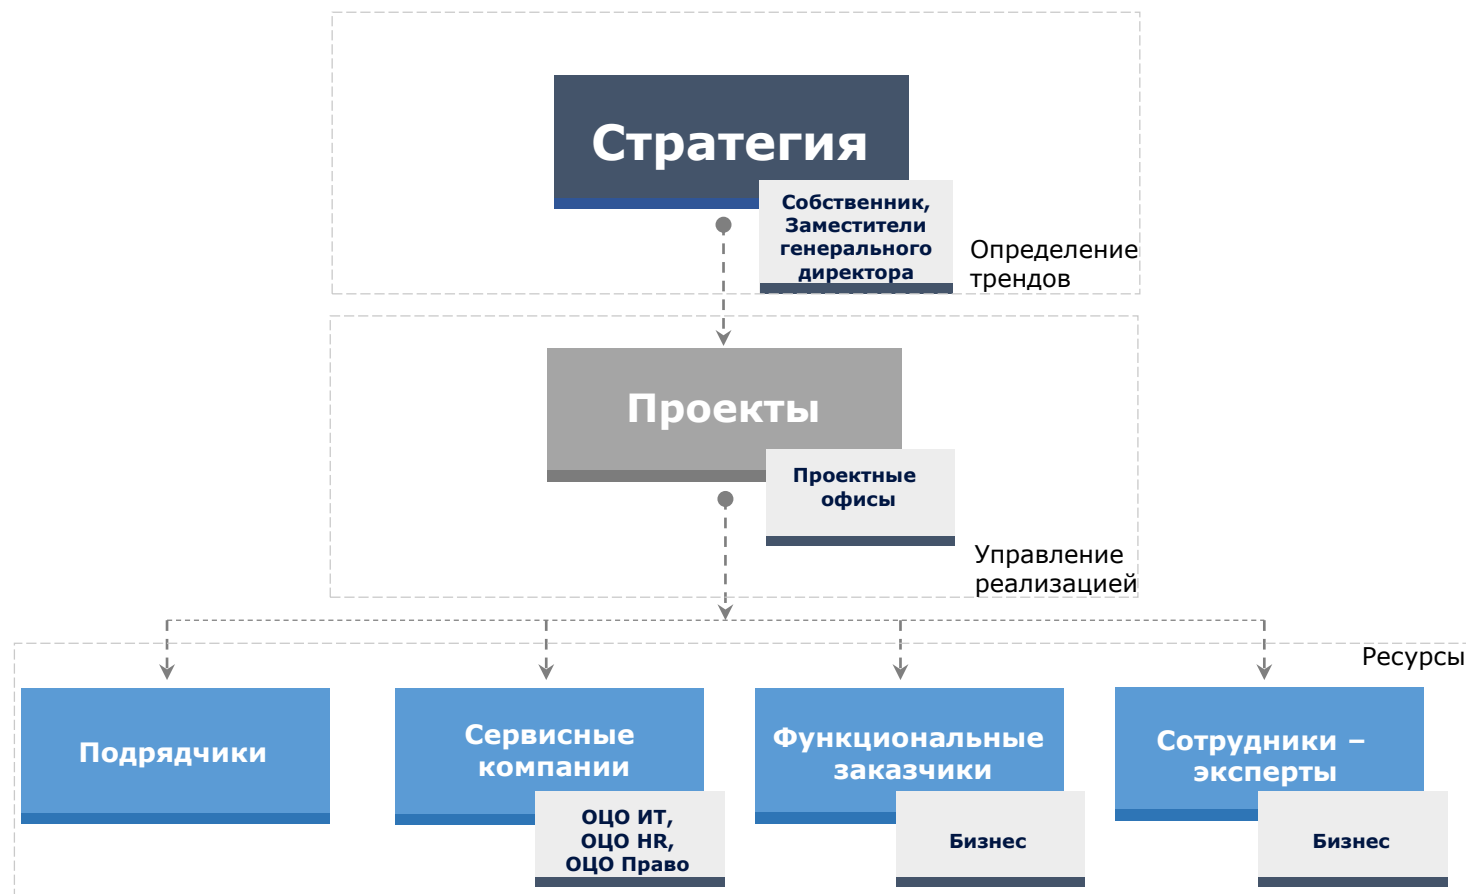 Стратегия
Собственник,
Заместители
генерального
директора
Определение
трендов
Проекты
Проектные
офисы
Управление
реализацией
Ресурсы
Подрядчики
Сервисные
компании
ОЦО ИТ,
ОЦО HR,
ОЦО Право
Функциональные
заказчики
Бизнес
Сотрудники –
эксперты
Бизнес